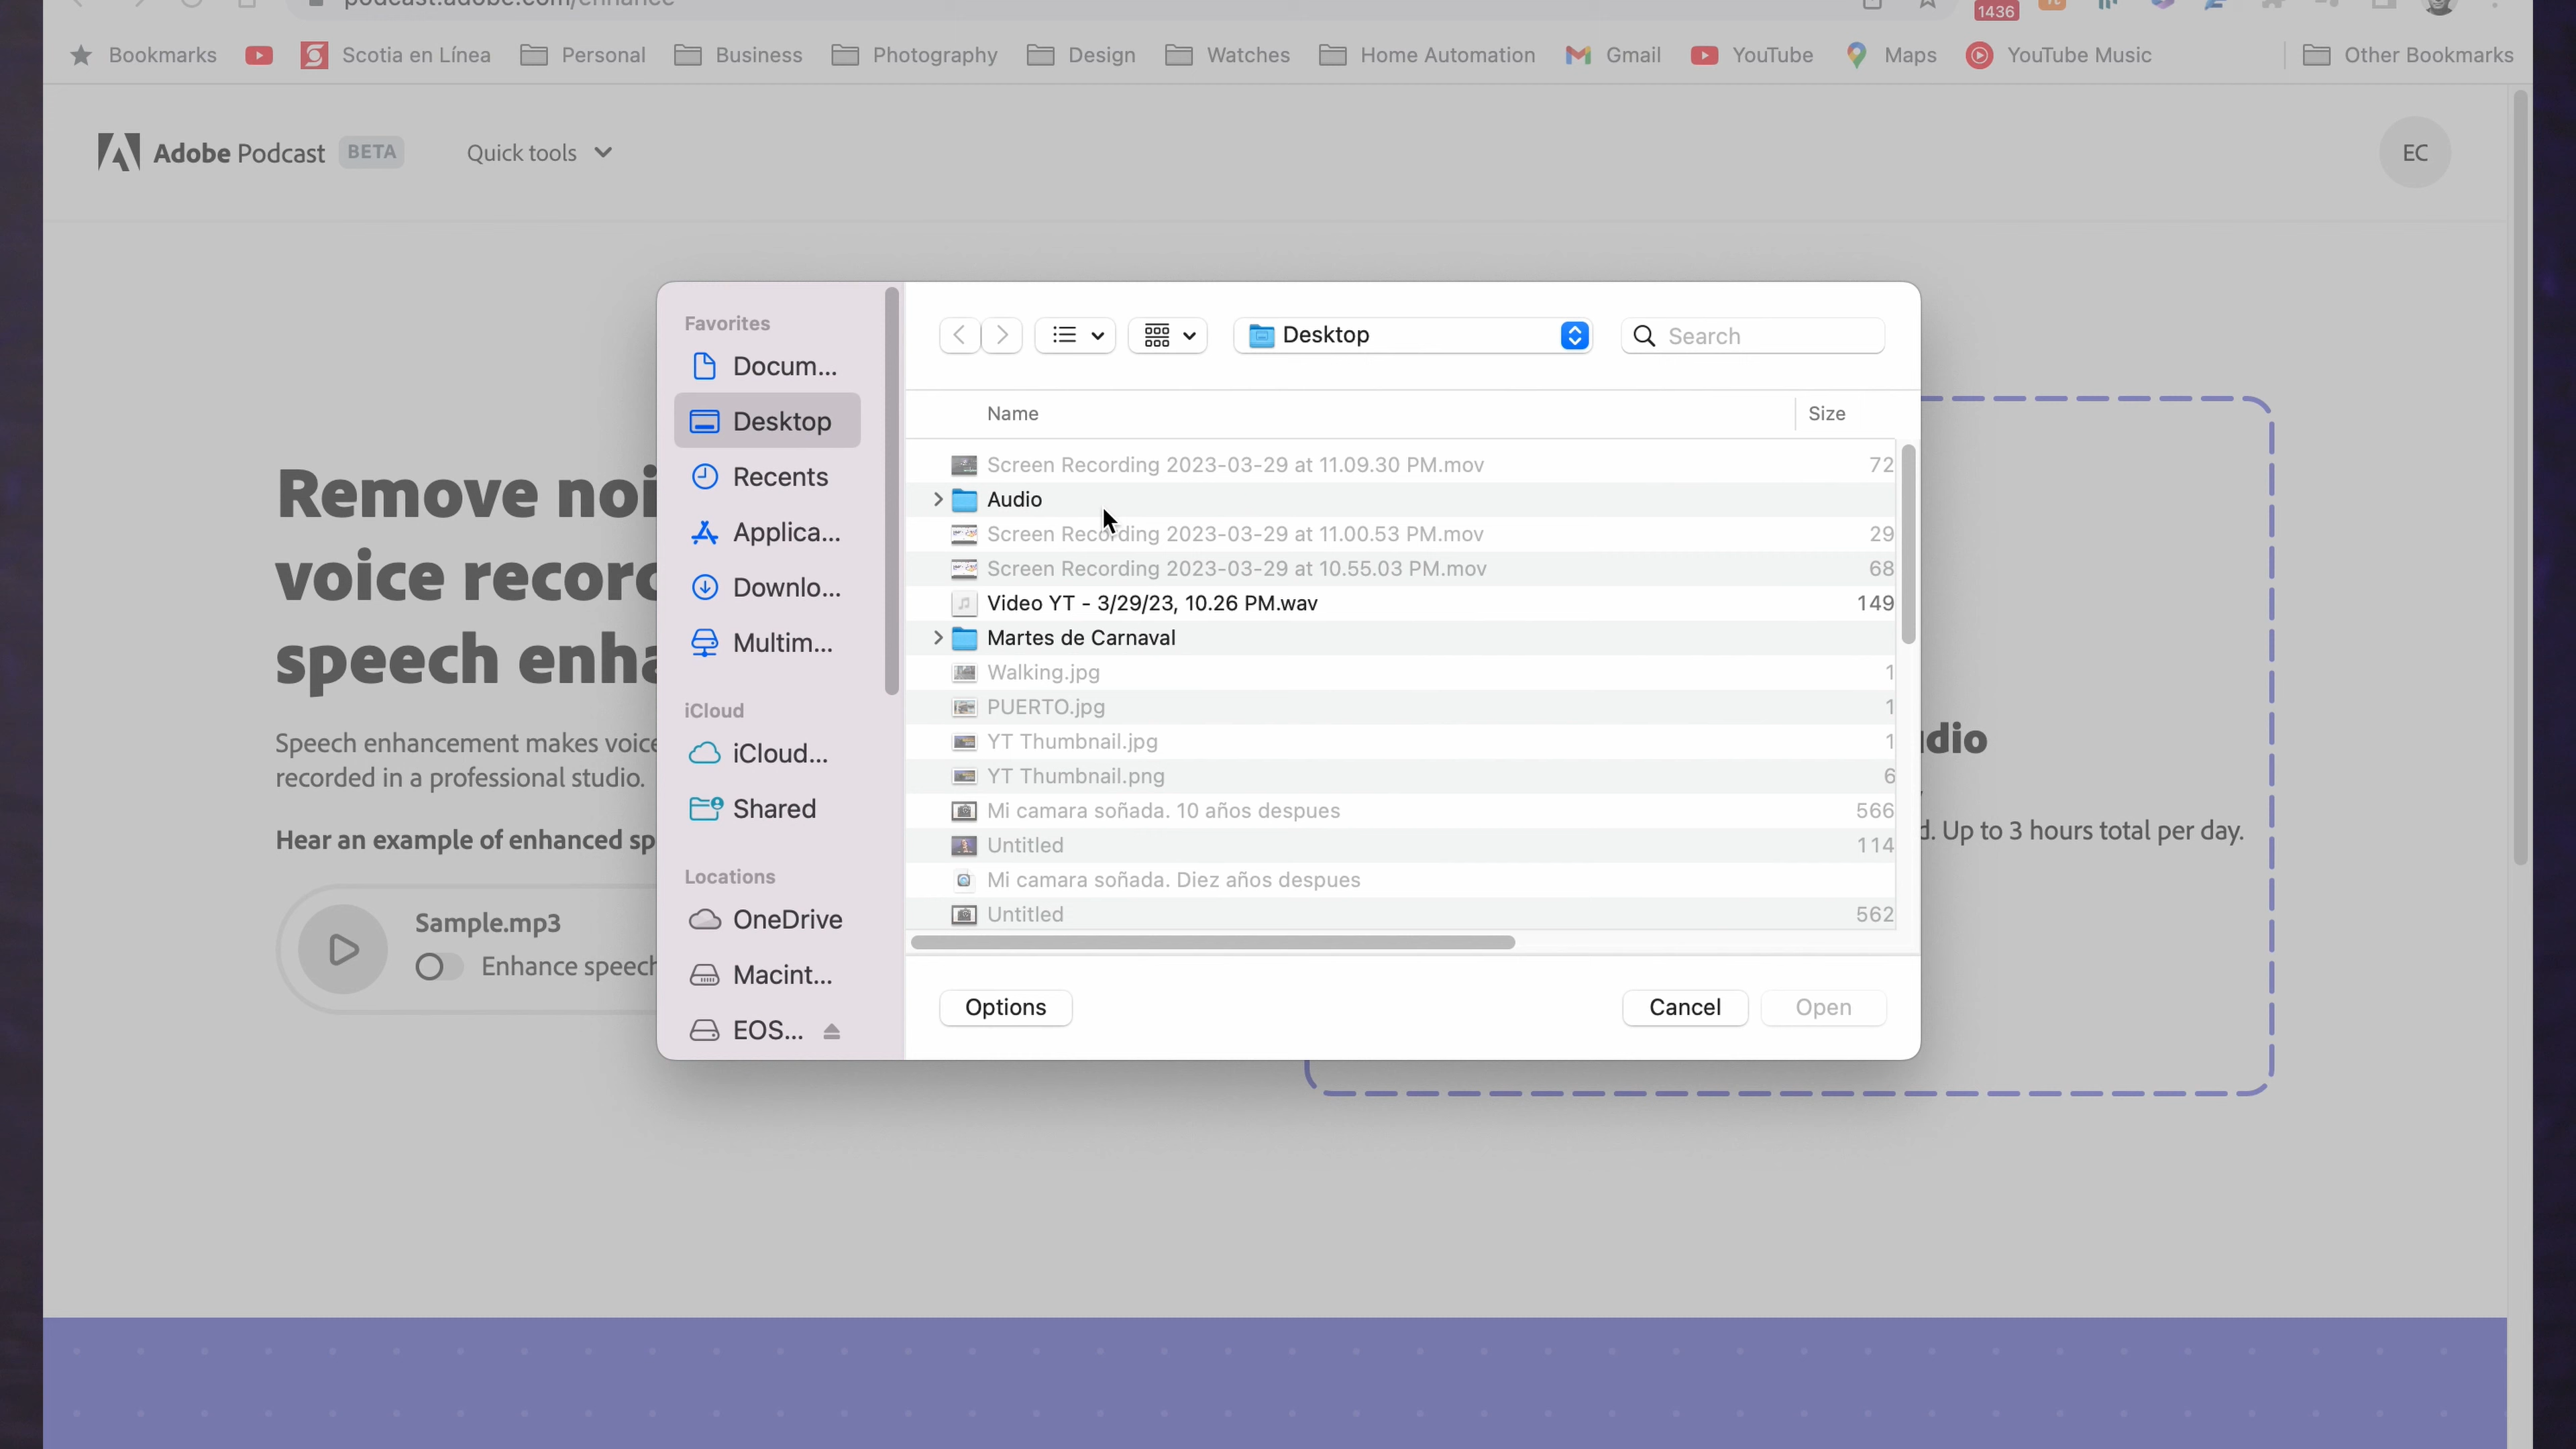 podcast.adobe.com/enhance
1436
Bookmarks
Scotia en Línea
Personal
Business
Photography
Design
Watches
Home Automation
Gmail
YouTube
Maps
YouTube Music
Other Bookmarks
Adobe Podcast BETA
Quick tools
EC
Remove noi
voice recor
speech enha
Speech enhancement makes voice
recorded in a professional studio.
Hear an example of enhanced sp
Sample.mp3
Enhance speech
Favorites
Docum...
Desktop
Recents
Applica...
Downlo...
Multim...
iCloud
iCloud...
Shared
Locations
OneDrive
Macint...
EOS...
Desktop
Search
Name Size
Screen Recording 2023-03-29 at 11.09.30 PM.mov 72
Audio
Screen Recording 2023-03-29 at 11.00.53 PM.mov 29
Screen Recording 2023-03-29 at 10.55.03 PM.mov 68
Video YT - 3/29/23, 10.26 PM.wav 149
Martes de Carnaval
Walking.jpg 1
PUERTO.jpg 1
YT Thumbnail.jpg 1
YT Thumbnail.png 6
Mi camara soñada. 10 años despues 566
Untitled 114
Mi camara soñada. Diez años despues
Untitled 562
Options
Cancel
Open
dio
d. Up to 3 hours total per day.